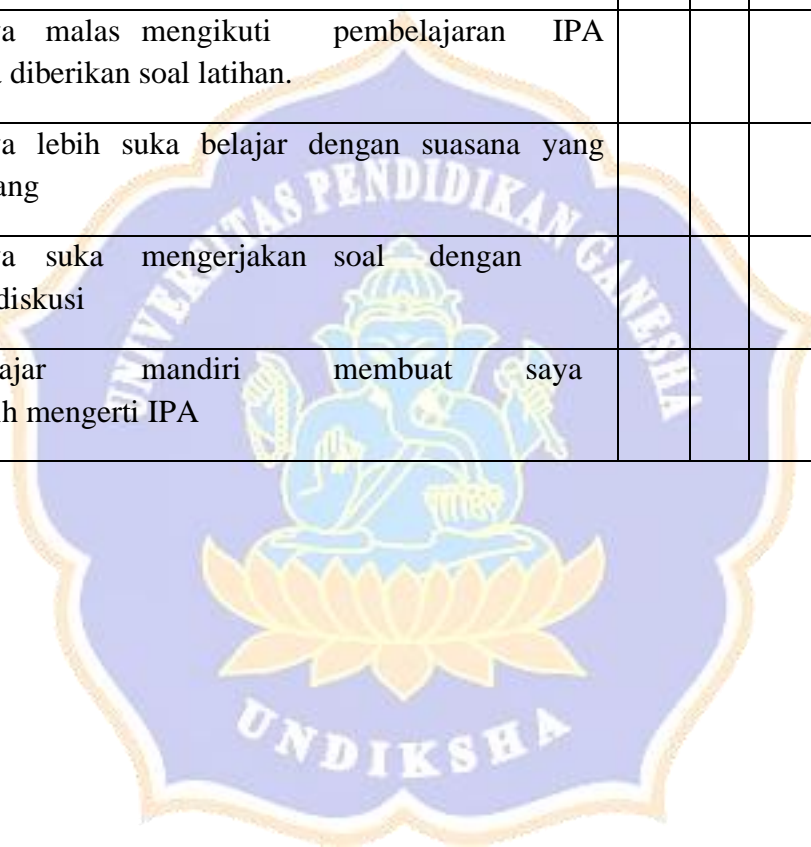 a malas mengikuti pembelajaran IPA
diberikan soal latihan.
a lebih suka belajar dengan suasana yang
ang
a suka mengerjakan soal dengan
diskusi
ajar mandiri membuat saya
h mengerti IPA
UNIVERSITAS PENDIDIKAN GANESHA
UNDIKSHA